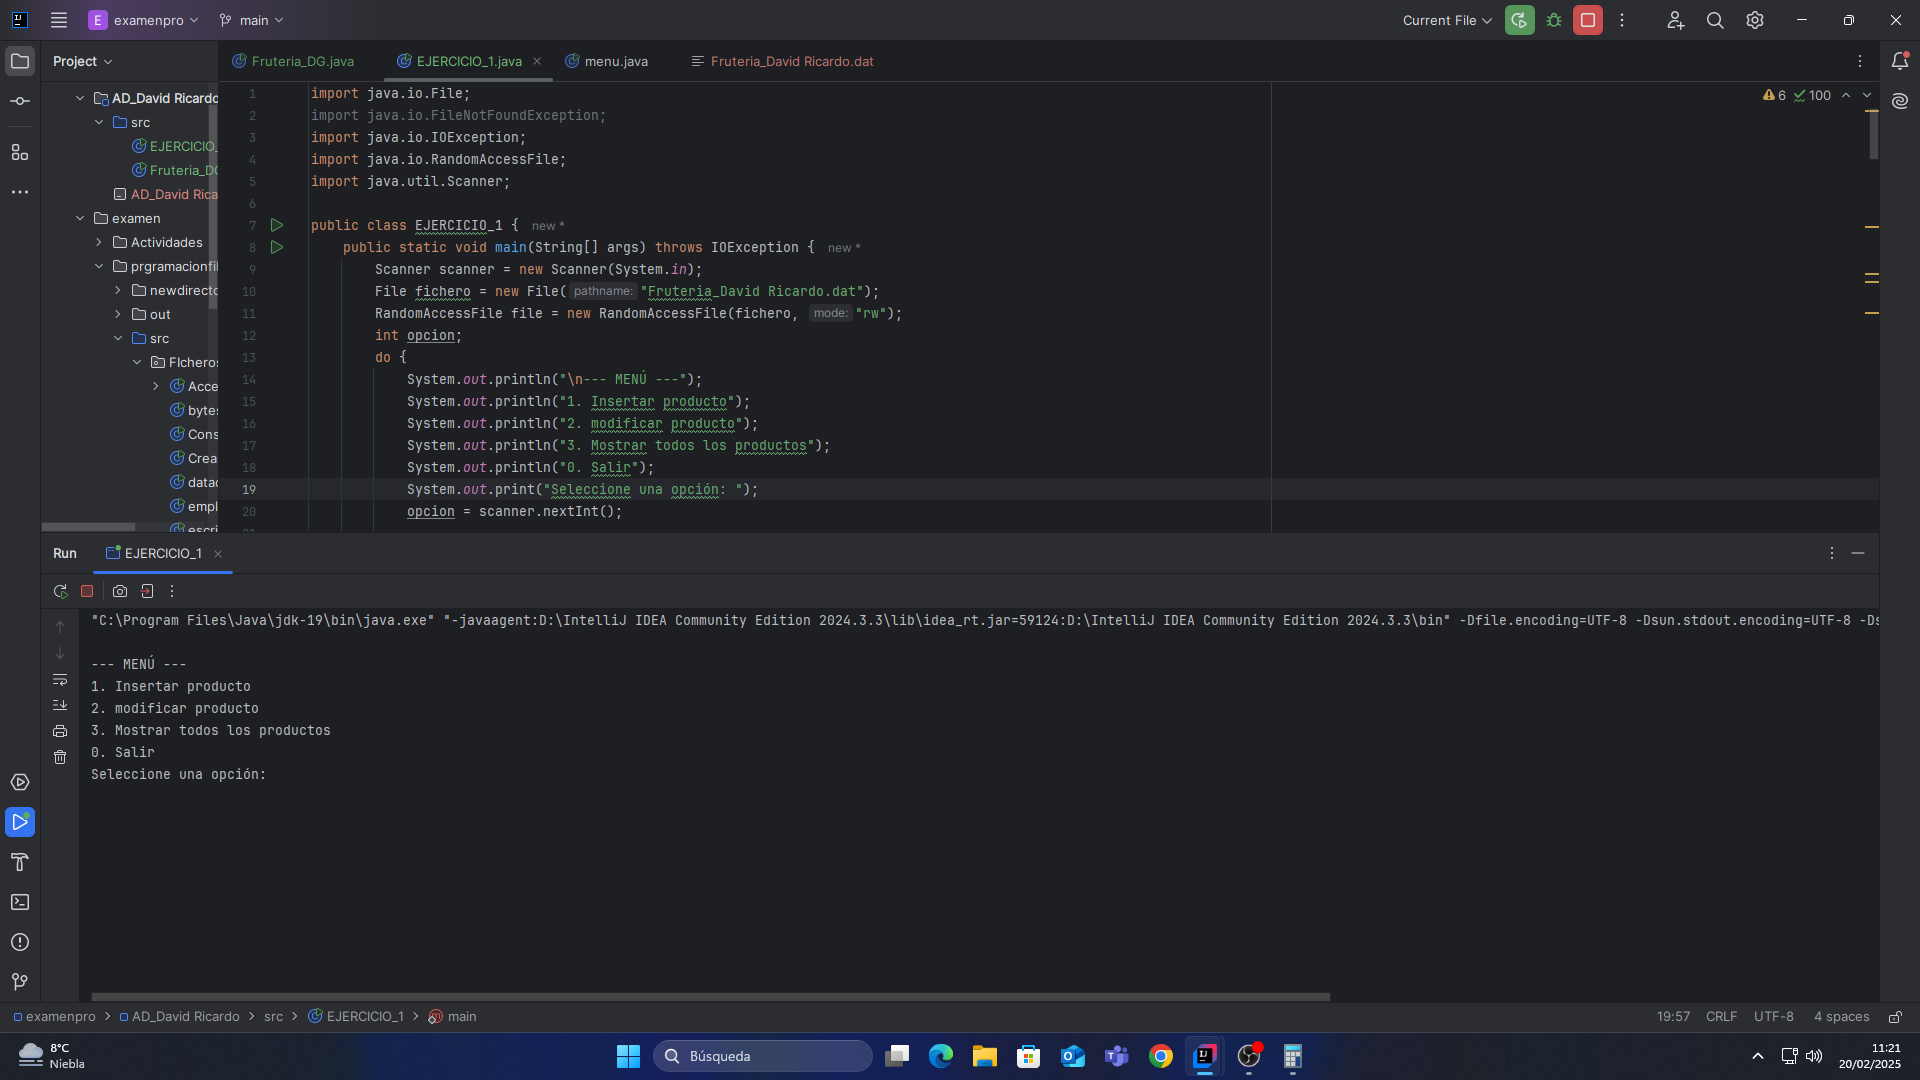 E examenpro main Current File
Project
Fruteria_DG.java EJERCICIO_1.java menu.java Fruteria_David Ricardo.dat
AD_David Ricardo
src
EJERCICIO_
Fruteria_DG
AD_David Rica
examen
Actividades
prgramacionfi
newdirecto
out
src
FIcheros
Acce
bytes
Cons
Crea
datao
empl
escri
6 100
1 import java.io.File;
2 import java.io.FileNotFoundException;
3 import java.io.IOException;
4 import java.io.RandomAccessFile;
5 import java.util.Scanner;
6
7 public class EJERCICIO_1 { new *
8 public static void main(String[] args) throws IOException { new *
9 Scanner scanner = new Scanner(System.in);
10 File fichero = new File( pathname: "Fruteria_David Ricardo.dat");
11 RandomAccessFile file = new RandomAccessFile(fichero, mode: "rw");
12 int opcion;
13 do {
14 System.out.println("\n--- MENÚ ---");
15 System.out.println("1. Insertar producto");
16 System.out.println("2. modificar producto");
17 System.out.println("3. Mostrar todos los productos");
18 System.out.println("0. Salir");
19 System.out.print("Seleccione una opción: ");
20 opcion = scanner.nextInt();
Run EJERCICIO_1
"C:\Program Files\Java\jdk-19\bin\java.exe" "-javaagent:D:\IntelliJ IDEA Community Edition 2024.3.3\lib\idea_rt.jar=59124:D:\IntelliJ IDEA Community Edition 2024.3.3\bin" -Dfile.encoding=UTF-8 -Dsun.stdout.encoding=UTF-8 -Ds
--- MENÚ ---
1. Insertar producto
2. modificar producto
3. Mostrar todos los productos
0. Salir
Seleccione una opción:
examenpro > AD_David Ricardo > src > EJERCICIO_1 > main 19:57 CRLF UTF-8 4 spaces
8°C
Niebla
Búsqueda
11:21
20/02/2025